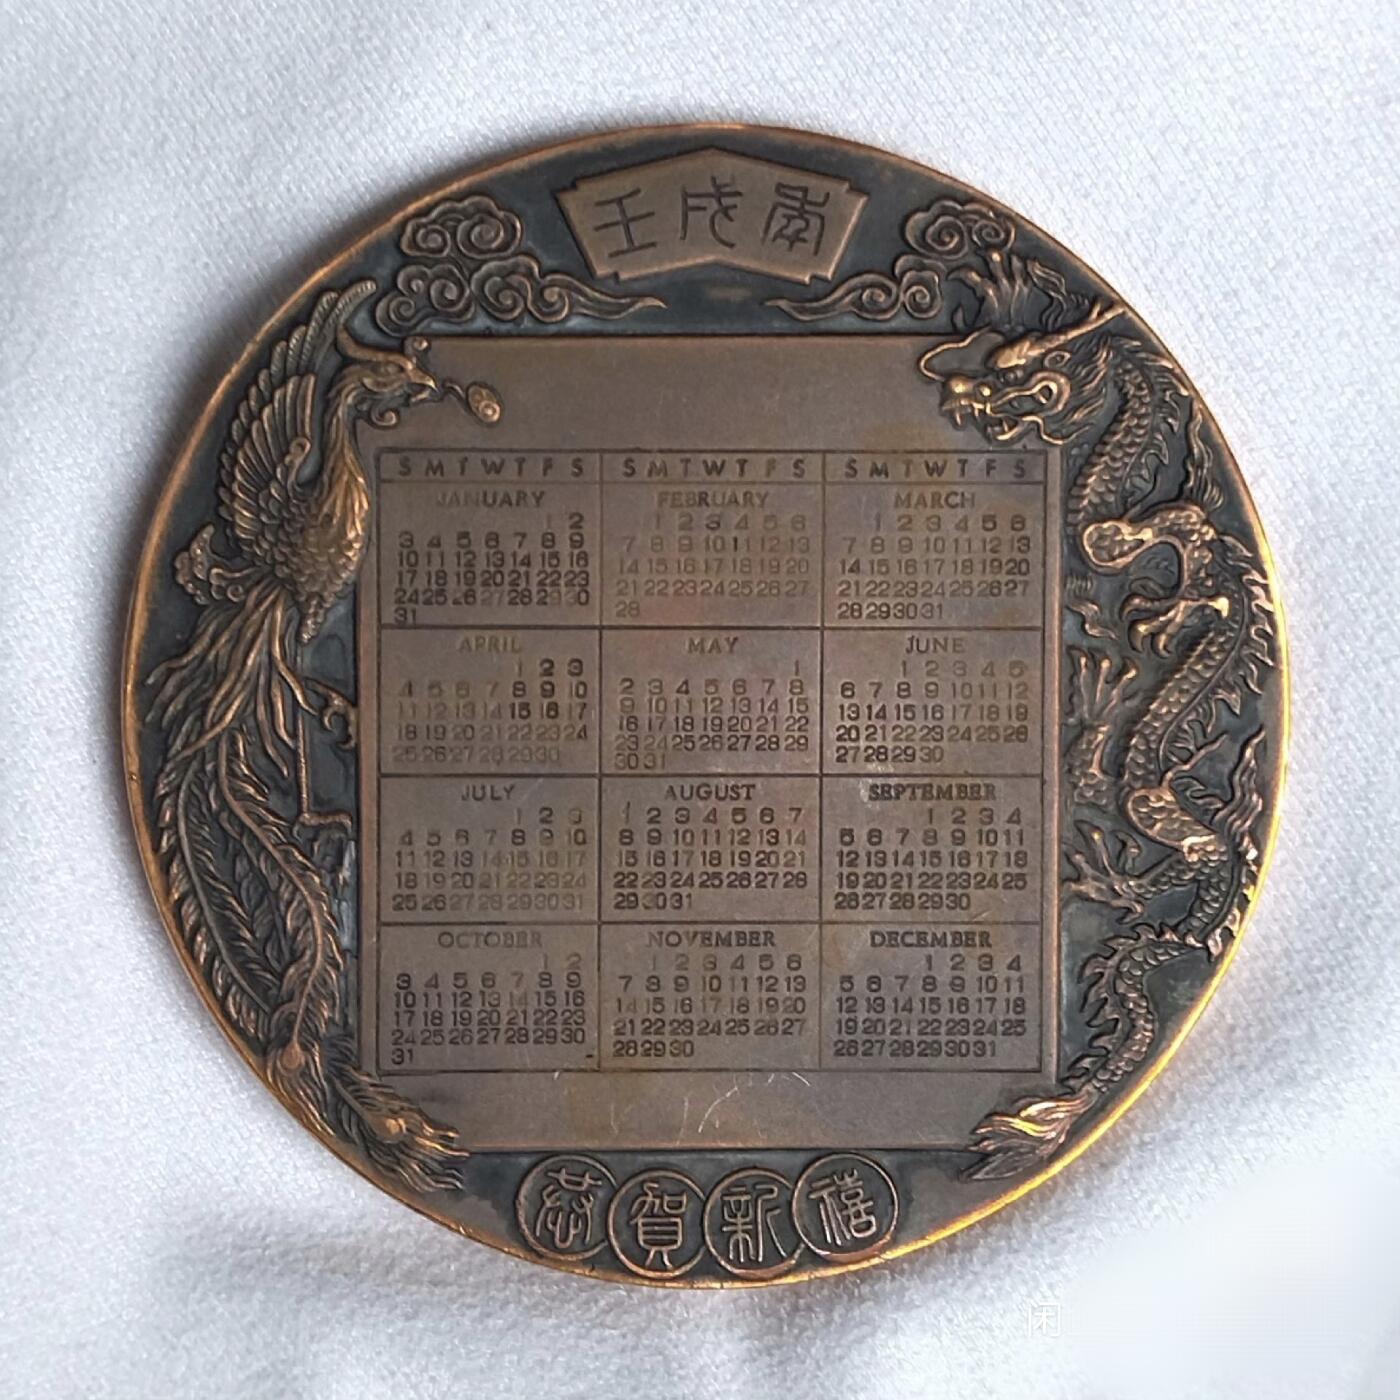 壬戌年
S M T W T F S
JANUARY
1 2
3 4 5 6 7 8 9
10 11 12 13 14 15 16
17 18 19 20 21 22 23
24 25 26 27 28 29 30
31
S M T W T F S
FEBRUARY
1 2 3 4 5 6
7 8 9 10 11 12 13
14 15 16 17 18 19 20
21 22 23 24 25 26 27
28
S M T W T F S
MARCH
1 2 3 4 5 6
7 8 9 10 11 12 13
14 15 16 17 18 19 20
21 22 23 24 25 26 27
28 29 30 31
APRIL
1 2 3
4 5 6 7 8 9 10
11 12 13 14 15 16 17
18 19 20 21 22 23 24
25 26 27 28 29 30
MAY
1
2 3 4 5 6 7 8
9 10 11 12 13 14 15
16 17 18 19 20 21 22
23 24 25 26 27 28 29
30 31
JUNE
1 2 3 4 5
6 7 8 9 10 11 12
13 14 15 16 17 18 19
20 21 22 23 24 25 26
27 28 29 30
JULY
1 2 3
4 5 6 7 8 9 10
11 12 13 14 15 16 17
18 19 20 21 22 23 24
25 26 27 28 29 30 31
AUGUST
1 2 3 4 5 6 7
8 9 10 11 12 13 14
15 16 17 18 19 20 21
22 23 24 25 26 27 28
29 30 31
SEPTEMBER
1 2 3 4
5 6 7 8 9 10 11
12 13 14 15 16 17 18
19 20 21 22 23 24 25
26 27 28 29 30
OCTOBER
1 2
3 4 5 6 7 8 9
10 11 12 13 14 15 16
17 18 19 20 21 22 23
24 25 26 27 28 29 30
31
NOVEMBER
1 2 3 4 5 6
7 8 9 10 11 12 13
14 15 16 17 18 19 20
21 22 23 24 25 26 27
28 29 30
DECEMBER
1 2 3 4
5 6 7 8 9 10 11
12 13 14 15 16 17 18
19 20 21 22 23 24 25
26 27 28 29 30 31
恭賀新禧
闲